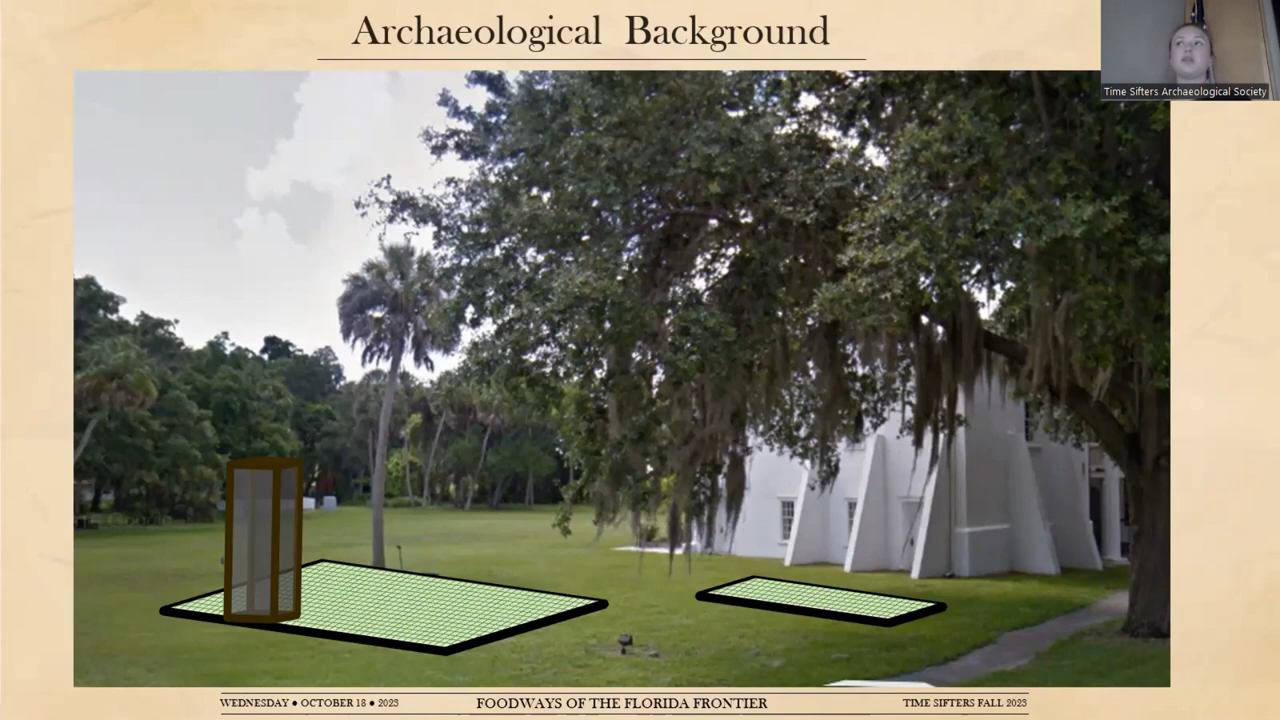 Archaeological Background
Time Sifters Archaeological Society
WEDNESDAY ● OCTOBER 18 ● 2023
FOODWAYS OF THE FLORIDA FRONTIER
TIME SIFTERS FALL 2023